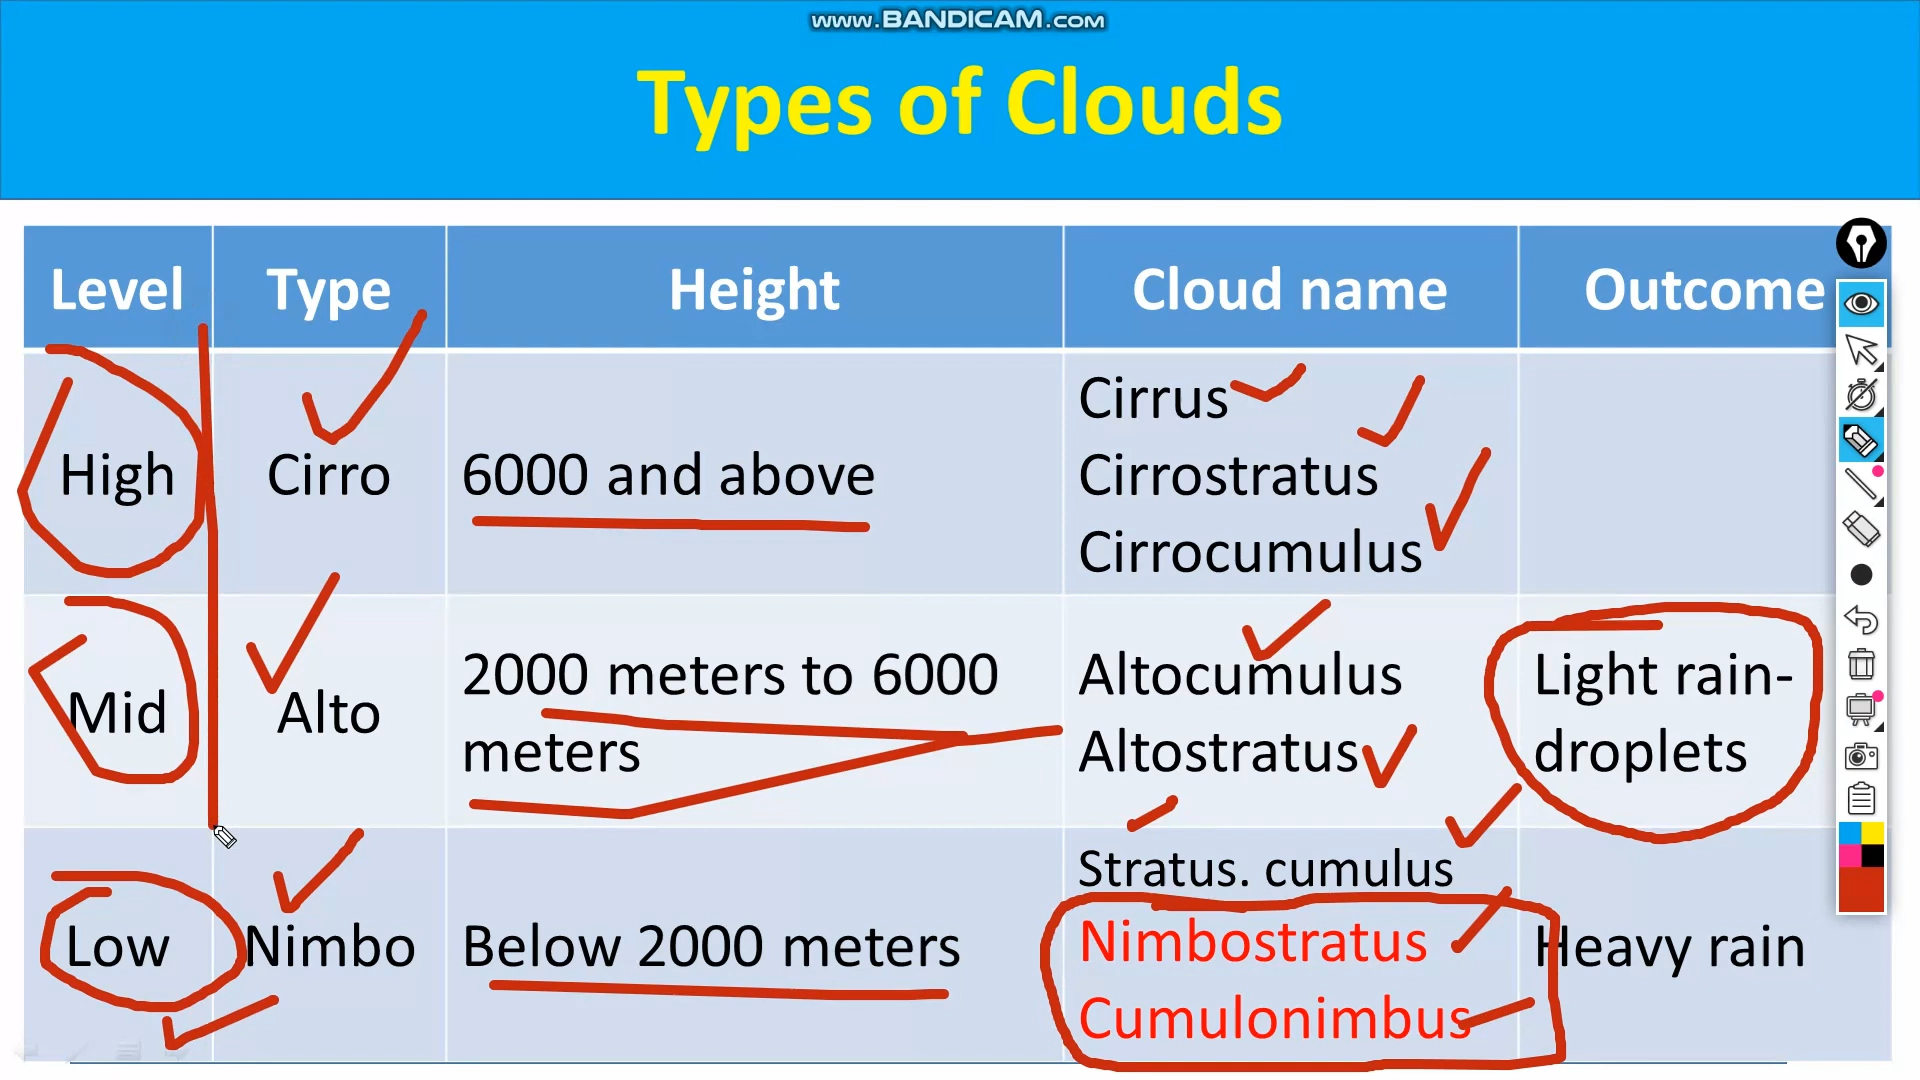 www.BANDICAM.com
Types of Clouds
Level Type Height Cloud name Outcome
High Cirro 6000 and above Cirrus
Cirrostratus
Cirrocumulus
Mid Alto 2000 meters to 6000
meters Altocumulus
Altostratus Light rain-
droplets
Low Nimbo Below 2000 meters Stratus. cumulus
Nimbostratus
Cumulonimbus Heavy rain